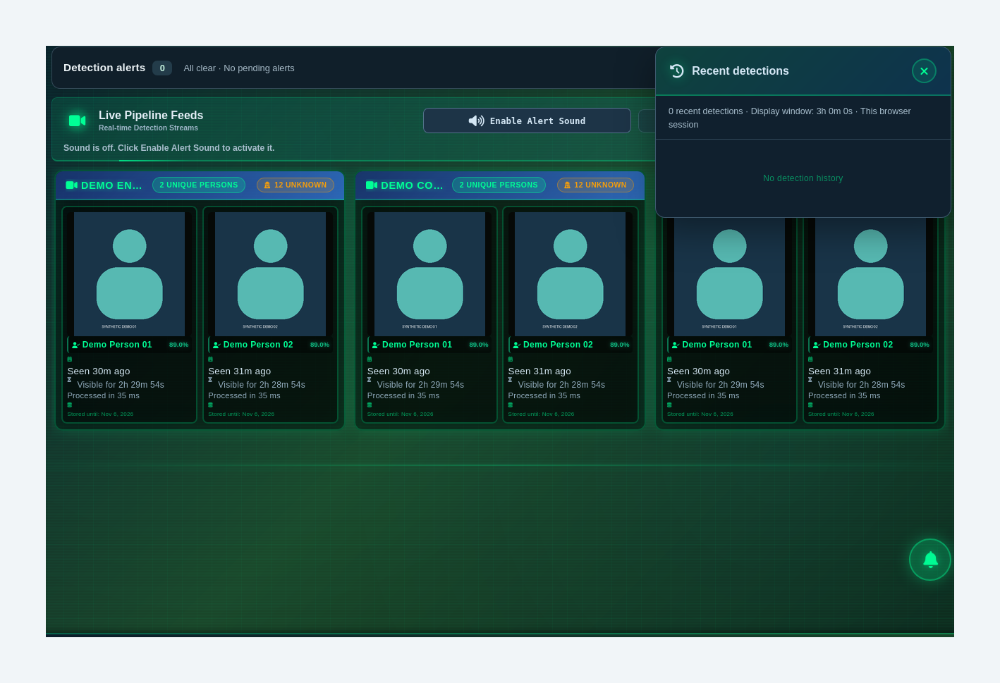 Detection alerts 0 All clear · No pending alerts
Recent detections
0 recent detections · Display window: 3h 0m 0s · This browser
session
No detection history
Live Pipeline Feeds
Real-time Detection Streams
Enable Alert Sound
Sound is off. Click Enable Alert Sound to activate it.
DEMO EN... 2 UNIQUE PERSONS 12 UNKNOWN
SYNTHETIC DEMO 01
Demo Person 01 89.0%
Seen 30m ago
Visible for 2h 29m 54s
Processed in 35 ms
Stored until: Nov 6, 2026
SYNTHETIC DEMO 02
Demo Person 02 89.0%
Seen 31m ago
Visible for 2h 28m 54s
Processed in 35 ms
Stored until: Nov 6, 2026
DEMO CO... 2 UNIQUE PERSONS 12 UNKNOWN
SYNTHETIC DEMO 01
Demo Person 01 89.0%
Seen 30m ago
Visible for 2h 29m 54s
Processed in 35 ms
Stored until: Nov 6, 2026
SYNTHETIC DEMO 02
Demo Person 02 89.0%
Seen 31m ago
Visible for 2h 28m 54s
Processed in 35 ms
Stored until: Nov 6, 2026
SYNTHETIC DEMO 01
Demo Person 01 89.0%
Seen 30m ago
Visible for 2h 29m 54s
Processed in 35 ms
Stored until: Nov 6, 2026
SYNTHETIC DEMO 02
Demo Person 02 89.0%
Seen 31m ago
Visible for 2h 28m 54s
Processed in 35 ms
Stored until: Nov 6, 2026